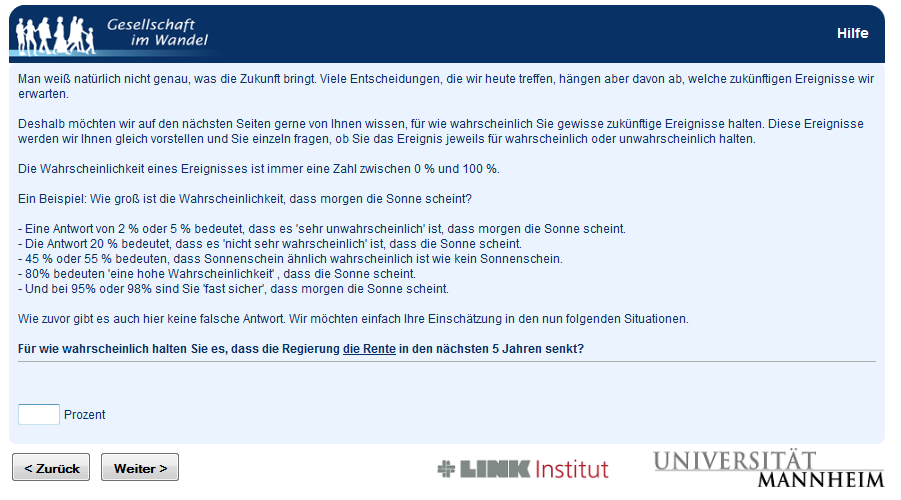 Gesellschaft
im Wandel
Hilfe
Man weiß natürlich nicht genau, was die Zukunft bringt. Viele Entscheidungen, die wir heute treffen, hängen aber davon ab, welche zukünftigen Ereignisse wir
erwarten.
Deshalb möchten wir auf den nächsten Seiten gerne von Ihnen wissen, für wie wahrscheinlich Sie gewisse zukünftige Ereignisse halten. Diese Ereignisse
werden wir Ihnen gleich vorstellen und Sie einzeln fragen, ob Sie das Ereignis jeweils für wahrscheinlich oder unwahrscheinlich halten.
Die Wahrscheinlichkeit eines Ereignisses ist immer eine Zahl zwischen 0 % und 100 %.
Ein Beispiel: Wie groß ist die Wahrscheinlichkeit, dass morgen die Sonne scheint?
- Eine Antwort von 2 % oder 5 % bedeutet, dass es 'sehr unwahrscheinlich' ist, dass morgen die Sonne scheint.
- Die Antwort 20 % bedeutet, dass es 'nicht sehr wahrscheinlich' ist, dass die Sonne scheint.
- 45 % oder 55 % bedeuten, dass Sonnenschein ähnlich wahrscheinlich ist wie kein Sonnenschein.
- 80% bedeuten 'eine hohe Wahrscheinlichkeit' , dass die Sonne scheint.
- Und bei 95% oder 98% sind Sie 'fast sicher', dass morgen die Sonne scheint.
Wie zuvor gibt es auch hier keine falsche Antwort. Wir möchten einfach Ihre Einschätzung in den nun folgenden Situationen.
Für wie wahrscheinlich halten Sie es, dass die Regierung die Rente in den nächsten 5 Jahren senkt?
Prozent
< Zurück
Weiter >
LINK Institut
UNIVERSITÄT
MANNHEIM